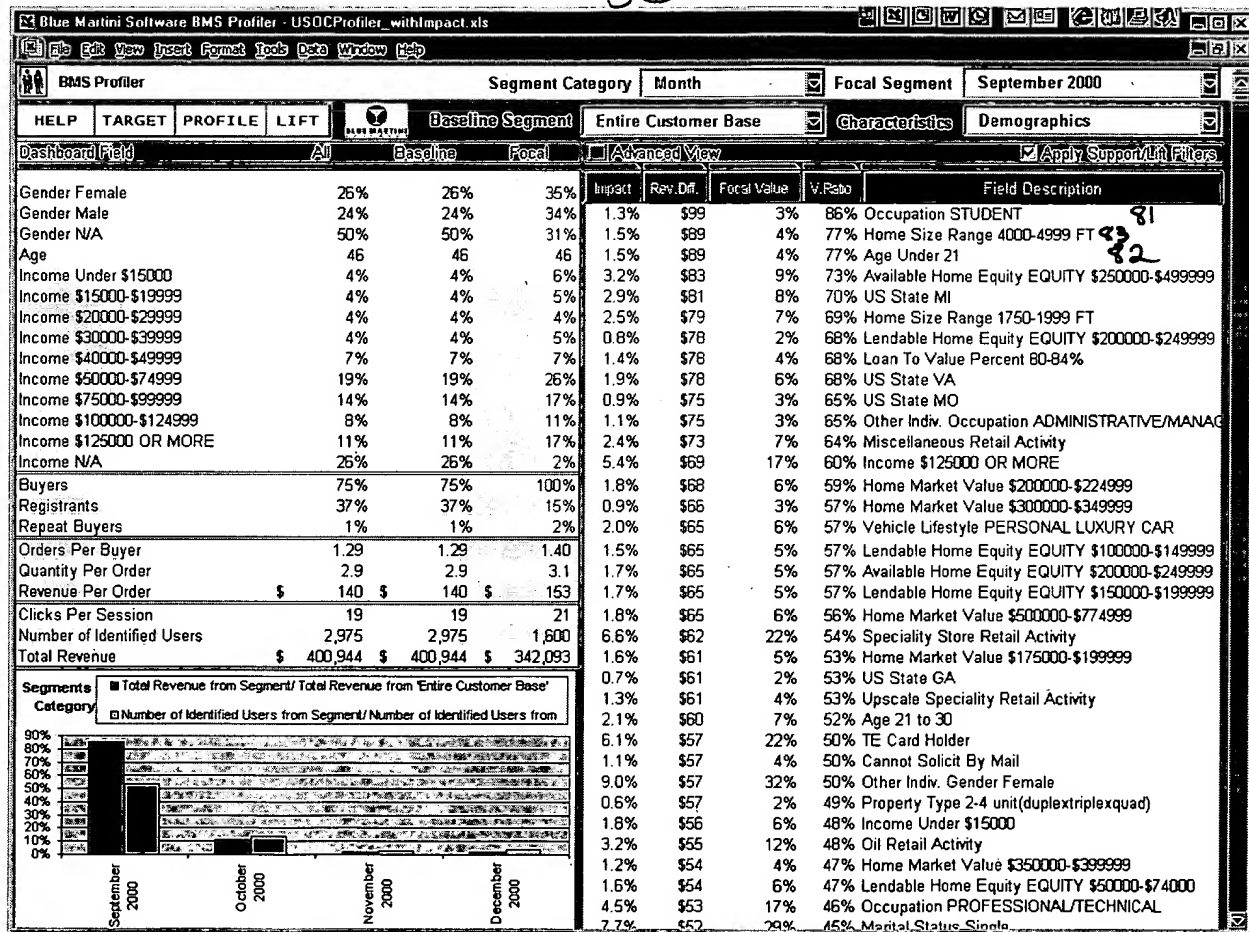 Blue Martini Software BMS Profiler - USOCProfiler_withImpact.xls
File Edit View Insert Format Tools Data Window Help
BMS Profiler Segment Category Month Focal Segment September 2000
HELP TARGET PROFILE LIFT BLUE MARTINI Baseline Segment Entire Customer Base Characteristics Demographics
Dashboard Field All Baseline Focal
Gender Female 26% 26% 35%
Gender Male 24% 24% 34%
Gender N/A 50% 50% 31%
Age 46 46 46
Income Under $15000 4% 4% 6%
Income $15000-$19999 4% 4% 5%
Income $20000-$29999 4% 4% 4%
Income $30000-$39999 4% 4% 5%
Income $40000-$49999 7% 7% 7%
Income $50000-$74999 19% 19% 26%
Income $75000-$99999 14% 14% 17%
Income $100000-$124999 8% 8% 11%
Income $125000 OR MORE 11% 11% 17%
Income N/A 26% 26% 2%
Buyers 75% 75% 100%
Registrants 37% 37% 15%
Repeat Buyers 1% 1% 2%
Orders Per Buyer 1.29 1.29 1.40
Quantity Per Order 2.9 2.9 3.1
Revenue Per Order $ 140 $ 140 $ 153
Clicks Per Session 19 19 21
Number of Identified Users 2,975 2,975 1,600
Total Revenue $ 400,944 $ 400,944 $ 342,093
Segments Category
Total Revenue from Segment/ Total Revenue from 'Entire Customer Base'
Number of Identified Users from Segment/ Number of Identified Users from
90%
80%
70%
60%
50%
40%
30%
20%
10%
0%
September 2000
October 2000
November 2000
December 2000
Advanced View Apply Support/Lift Filters
Impact Rev.Diff. Focal Value V.Ratio Field Description
1.3% $99 3% 86% Occupation STUDENT 81
1.5% $89 4% 77% Home Size Range 4000-4999 FT 83
1.5% $89 4% 77% Age Under 21 82
3.2% $83 9% 73% Available Home Equity EQUITY $250000-$499999
2.9% $81 8% 70% US State MI
2.5% $79 7% 69% Home Size Range 1750-1999 FT
0.8% $78 2% 68% Lendable Home Equity EQUITY $200000-$249999
1.4% $78 4% 68% Loan To Value Percent 80-84%
1.9% $78 6% 68% US State VA
0.9% $75 3% 65% US State MO
1.1% $75 3% 65% Other Indiv. Occupation ADMINISTRATIVE/MANAG
2.4% $73 7% 64% Miscellaneous Retail Activity
5.4% $69 17% 60% Income $125000 OR MORE
1.8% $68 6% 59% Home Market Value $200000-$224999
0.9% $66 3% 57% Home Market Value $300000-$349999
2.0% $65 6% 57% Vehicle Lifestyle PERSONAL LUXURY CAR
1.5% $65 5% 57% Lendable Home Equity EQUITY $100000-$149999
1.7% $65 5% 57% Available Home Equity EQUITY $200000-$249999
1.7% $65 5% 57% Lendable Home Equity EQUITY $150000-$199999
1.8% $65 6% 56% Home Market Value $500000-$774999
6.6% $62 22% 54% Speciality Store Retail Activity
1.6% $61 5% 53% Home Market Value $175000-$199999
0.7% $61 2% 53% US State GA
1.3% $61 4% 53% Upscale Speciality Retail Activity
2.1% $60 7% 52% Age 21 to 30
6.1% $57 22% 50% TE Card Holder
1.1% $57 4% 50% Cannot Solicit By Mail
9.0% $57 32% 50% Other Indiv. Gender Female
0.6% $57 2% 49% Property Type 2-4 unit(duplextriplexquad)
1.8% $56 6% 48% Income Under $15000
3.2% $55 12% 48% Oil Retail Activity
1.2% $54 4% 47% Home Market Value $350000-$399999
1.6% $54 6% 47% Lendable Home Equity EQUITY $50000-$74000
4.5% $53 17% 46% Occupation PROFESSIONAL/TECHNICAL
7.7% $52 29% 45% Marital Status Single